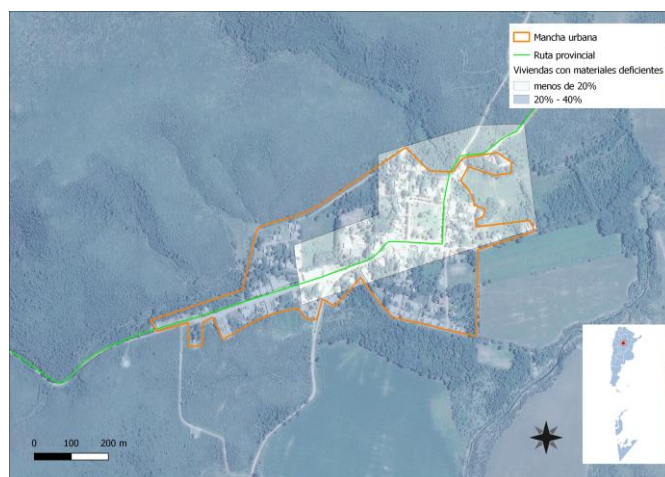 Mancha urbana
Ruta provincial
Viviendas con materiales deficientes
menos de 20%
20% - 40%
0 100 200 m